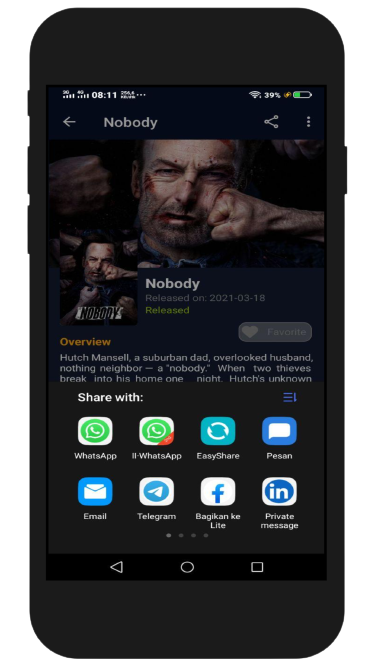 3G 4G 08:11 ... 39%
Nobody
NOBODY
Nobody
Released on: 2021-03-18
Released
Favorite
Overview
Hutch Mansell, a suburban dad, overlooked husband,
nothing neighbor — a "nobody." When two thieves
break into his home one night, Hutch's unknown
Share with:
WhatsApp
II·WhatsApp
EasyShare
Pesan
Email
Telegram
Bagikan ke
Lite
Private
message